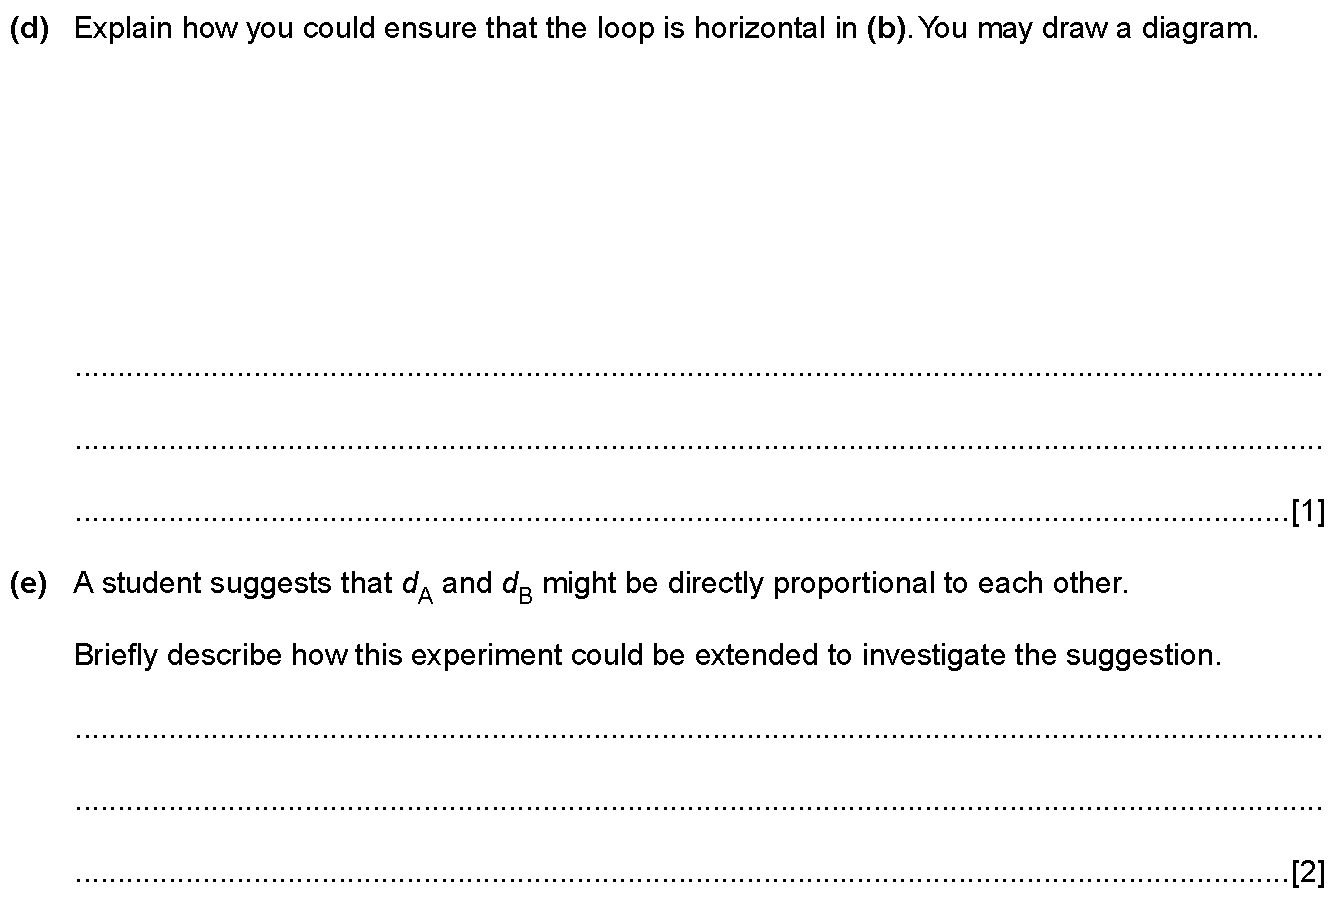 (d) Explain how you could ensure that the loop is horizontal in (b). You may draw a diagram.
..........................................................................................................................................................
..........................................................................................................................................................
......................................................................................................................................................[1]
(e) A student suggests that dA and dB might be directly proportional to each other.
Briefly describe how this experiment could be extended to investigate the suggestion.
..........................................................................................................................................................
..........................................................................................................................................................
......................................................................................................................................................[2]